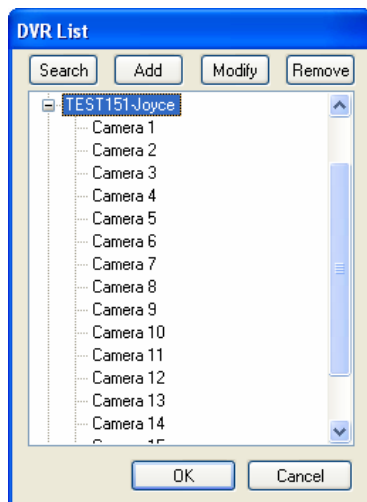 DVR List
Search Add Modify Remove
TEST151-Joyce
Camera 1
Camera 2
Camera 3
Camera 4
Camera 5
Camera 6
Camera 7
Camera 8
Camera 9
Camera 10
Camera 11
Camera 12
Camera 13
Camera 14
OK Cancel